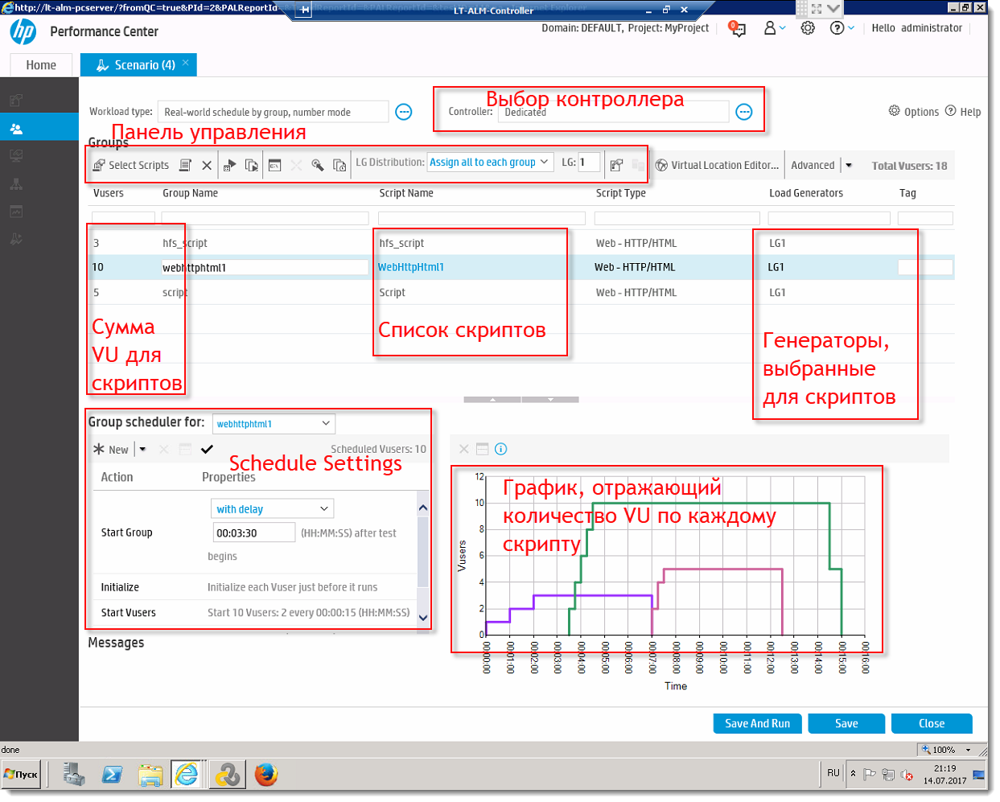 http://lt-alm-pcserver/?fromQC=true&PId=2&PALReportId
LT-ALM-Controller
hp Performance Center
Domain: DEFAULT, Project: MyProject
Hello administrator
Home
Scenario (4)
Workload type: Real-world schedule by group, number mode
Controller: Dedicated
Выбор контроллера
Options
Help
Панель управления
Groups
Select Scripts
LG Distribution: Assign all to each group
LG: 1
Virtual Location Editor...
Advanced
Total Vusers: 18
Vusers Group Name Script Name Script Type Load Generators Tag
3 hfs_script hfs_script Web - HTTP/HTML LG1
10 webhttphtml1 WebHttpHtml1 Web - HTTP/HTML LG1
5 script Script Web - HTTP/HTML LG1
Сумма
VU для
скриптов
Список скриптов
Генераторы,
выбранные
для скриптов
Group scheduler for: webhttphtml1
New
Scheduled Vusers: 10
Schedule Settings
Action Properties
with delay
Start Group 00:03:30 (HH:MM:SS) after test
begins
Initialize Initialize each Vuser just before it runs
Start Vusers Start 10 Vusers: 2 every 00:00:15 (HH:MM:SS)
Messages
График, отражающий
количество VU по каждому
скрипту
Vusers
12
10
8
6
4
2
0
00:00:00
00:01:00
00:02:00
00:03:00
00:04:00
00:05:00
00:06:00
00:07:00
00:08:00
00:09:00
00:10:00
00:11:00
00:12:00
00:13:00
00:14:00
00:15:00
00:16:00
Time
Save And Run
Save
Close
done
100%
Пуск
RU
21:19
14.07.2017